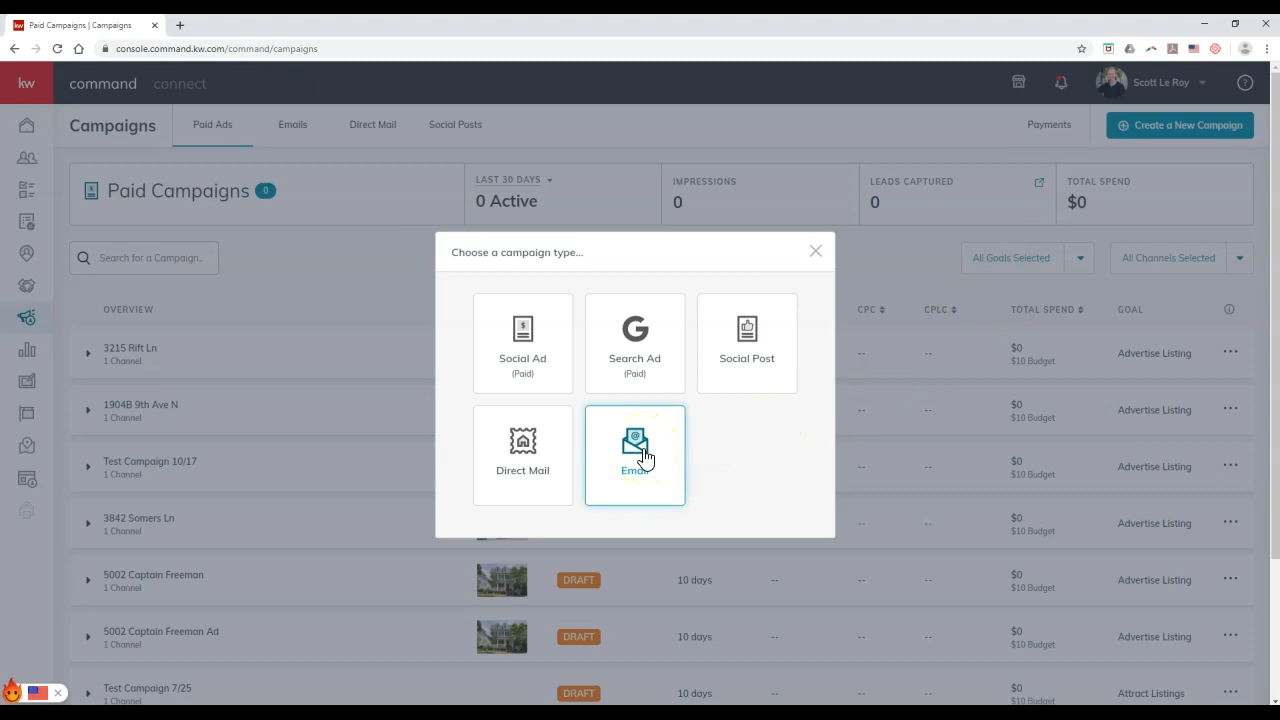 kw Paid Campaigns | Campaigns
console.command.kw.com/command/campaigns
kw command connect Scott Le Roy
Campaigns Paid Ads Emails Direct Mail Social Posts Payments Create a New Campaign
Paid Campaigns 0
LAST 30 DAYS
0 Active
IMPRESSIONS
0
LEADS CAPTURED
0
TOTAL SPEND
$0
Search for a Campaign..
All Goals Selected
All Channels Selected
Choose a campaign type...
Social Ad
(Paid)
Search Ad
(Paid)
Social Post
Direct Mail
Email
OVERVIEW CPC CPLC TOTAL SPEND GOAL
3215 Rift Ln -- -- $0 Advertise Listing
1 Channel $10 Budget
1904B 9th Ave N -- -- $0 Advertise Listing
1 Channel $10 Budget
Test Campaign 10/17 -- -- $0 Advertise Listing
1 Channel $10 Budget
3842 Somers Ln -- -- $0 Advertise Listing
1 Channel $10 Budget
5002 Captain Freeman DRAFT 10 days -- -- -- $0 Advertise Listing
1 Channel $10 Budget
5002 Captain Freeman Ad DRAFT 10 days -- -- -- $0 Advertise Listing
1 Channel $10 Budget
Test Campaign 7/25 DRAFT 10 days -- -- -- $0 Attract Listings
1 Channel $10 Budget